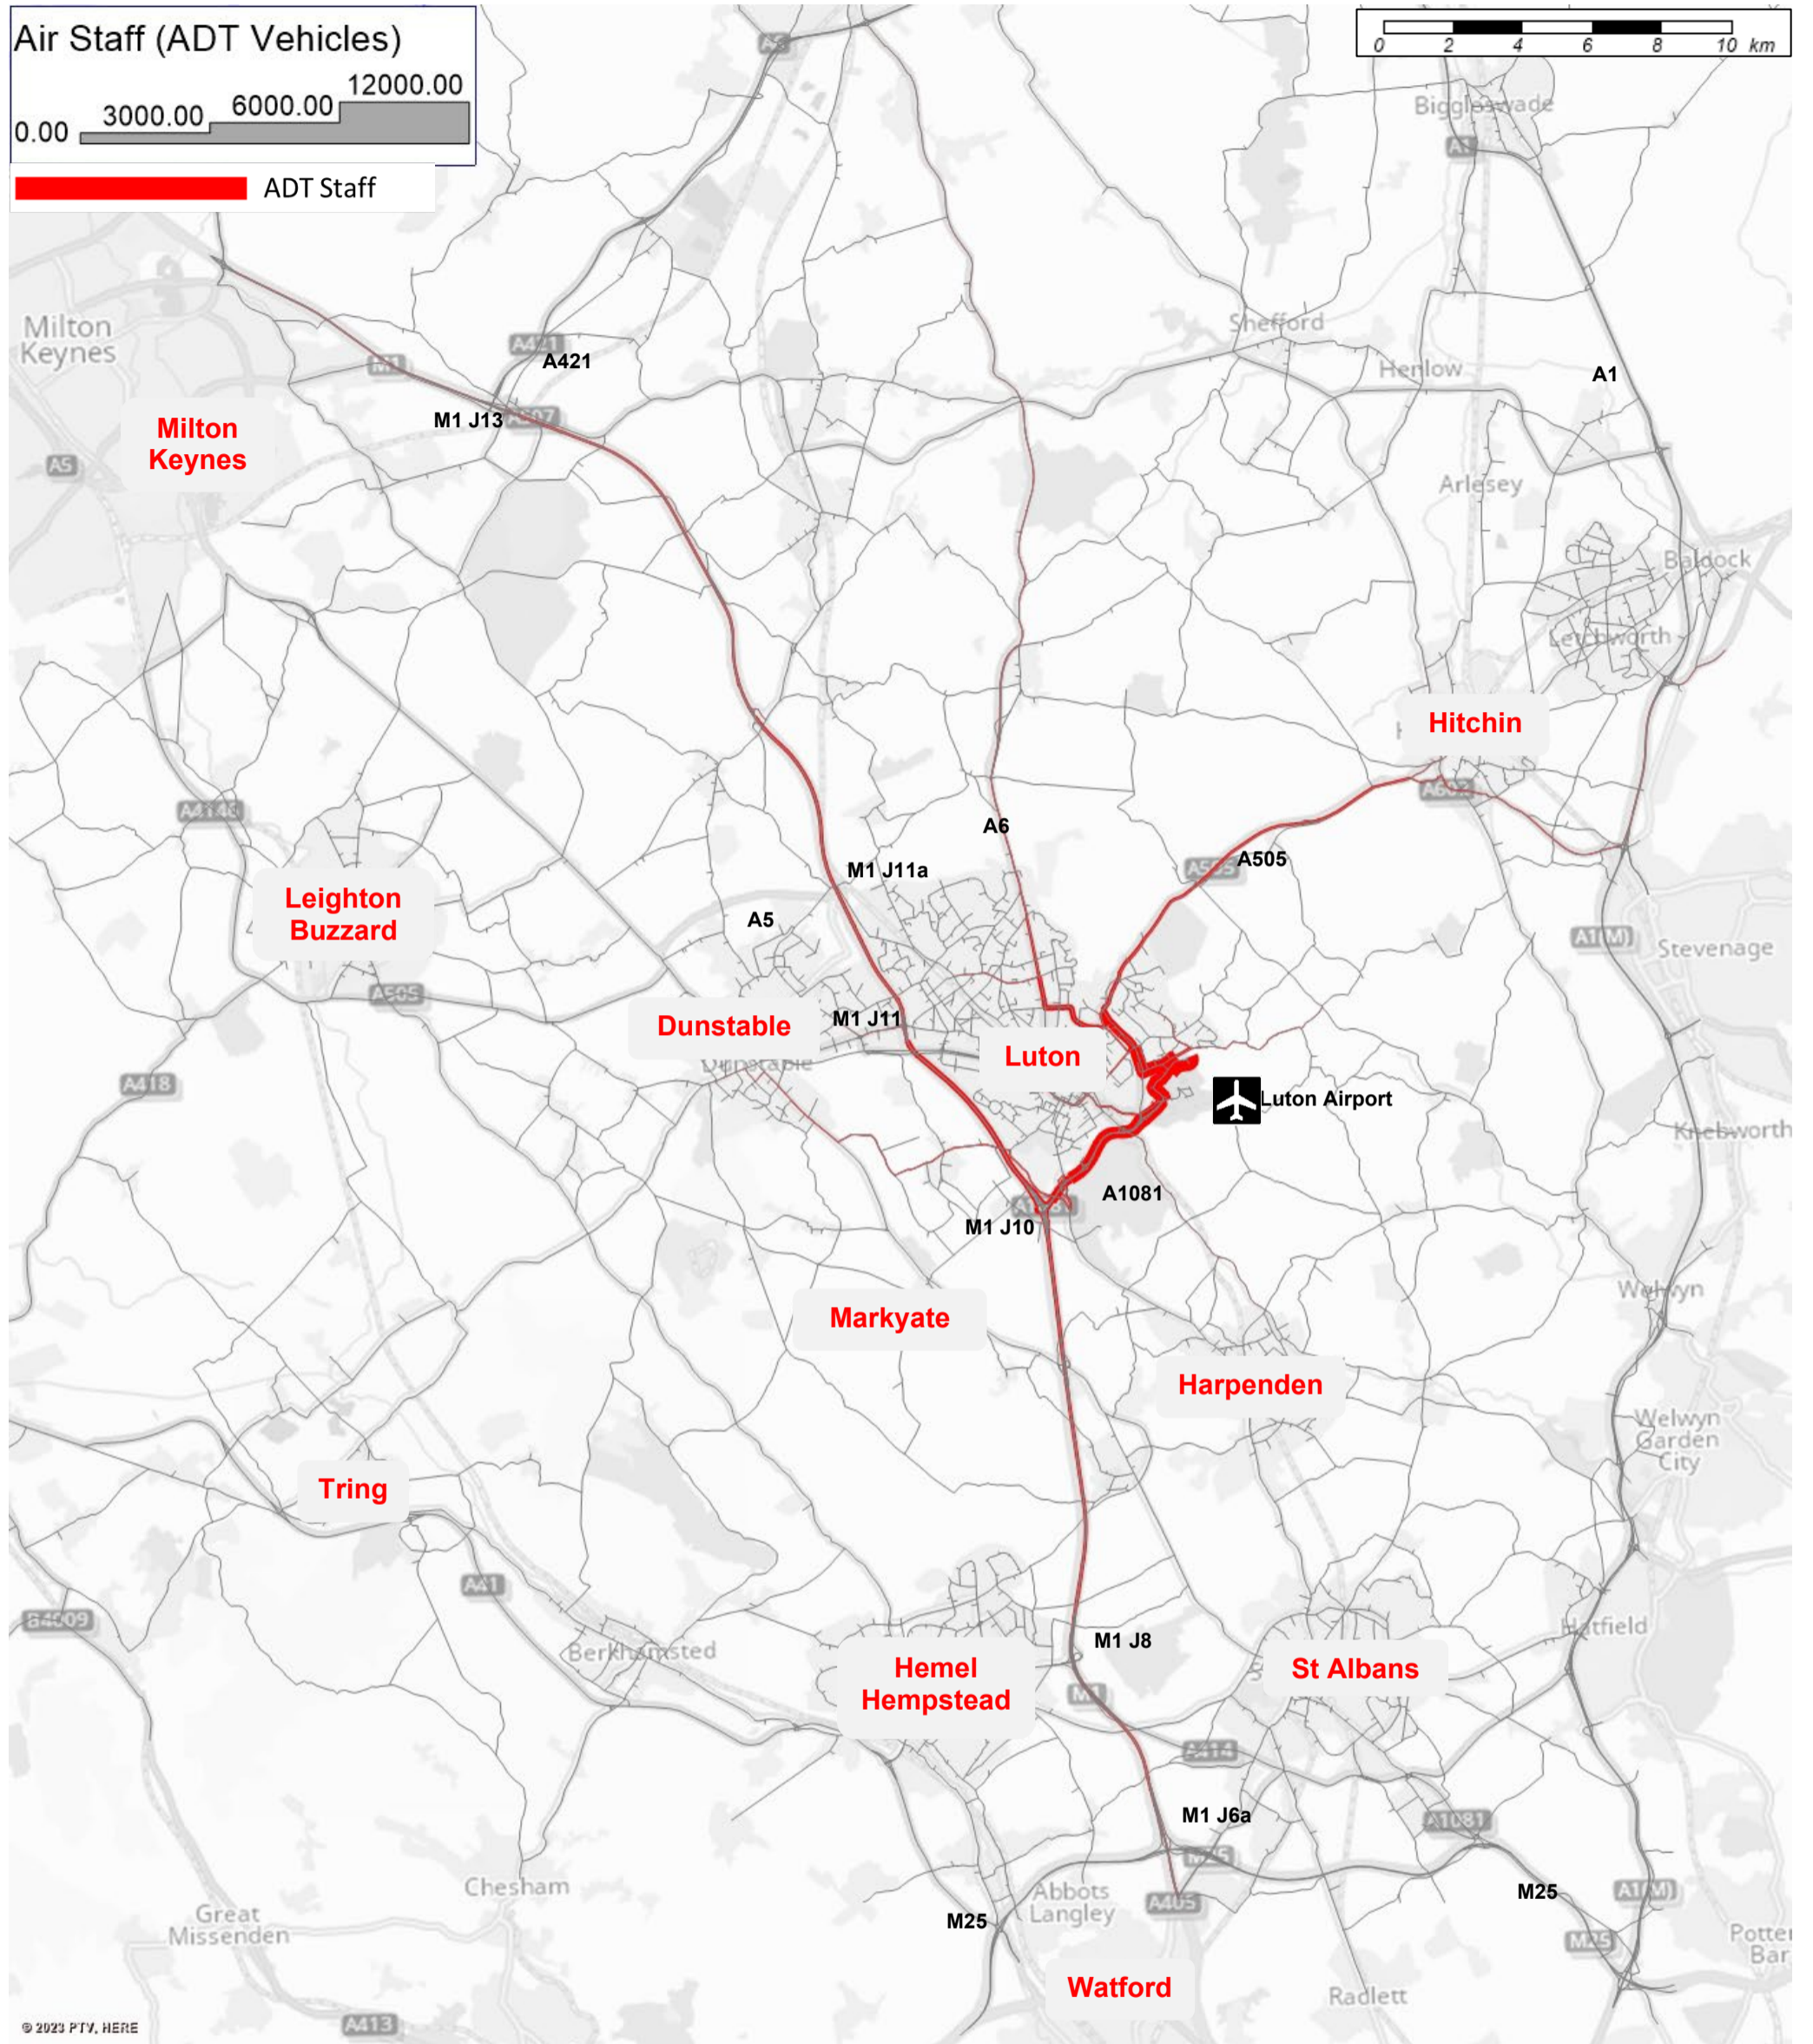 Air Staff (ADT Vehicles)
0.00
3000.00
6000.00
12000.00
ADT Staff
0 2 4 6 8 10 km
A6
Biggleswade
A1
Milton
Keynes
Shefford
A421
A421
Henlow
A1
M1
M1 J13
A507
Milton
Keynes
A5
Arlesey
Baldock
Letchworth
Hitchin
A602
A4146
A6
A505
A505
M1 J11a
Leighton
Buzzard
A5
A1(M)
Stevenage
A505
Dunstable
M1 J11
Luton
Dunstable
A418
Luton Airport
Knebworth
A1081
A1081
M1 J10
Welwyn
Markyate
Harpenden
Welwyn
Garden
City
Tring
A41
B4009
Berkhamsted
M1 J8
Hatfield
Hemel
Hempstead
St Albans
M1
A414
M1 J6a
A1081
M25
Chesham
Abbots
Langley
A405
M25
A1(M)
Great
Missenden
M25
M25
Potter
Bar
Watford
Radlett
© 2023 PTV, HERE
A413